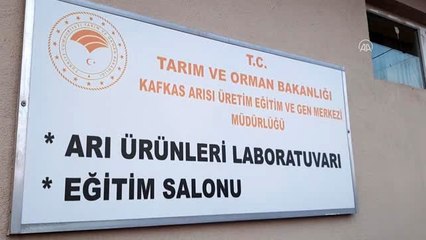 T.C.
TARIM VE ORMAN BAKANLIĞI
KAFKAS ARISI ÜRETİM EĞİTİM VE GEN MERKEZİ
MÜDÜRLÜĞÜ
* ARI ÜRÜNLERİ LABORATUVARI
* EĞİTİM SALONU